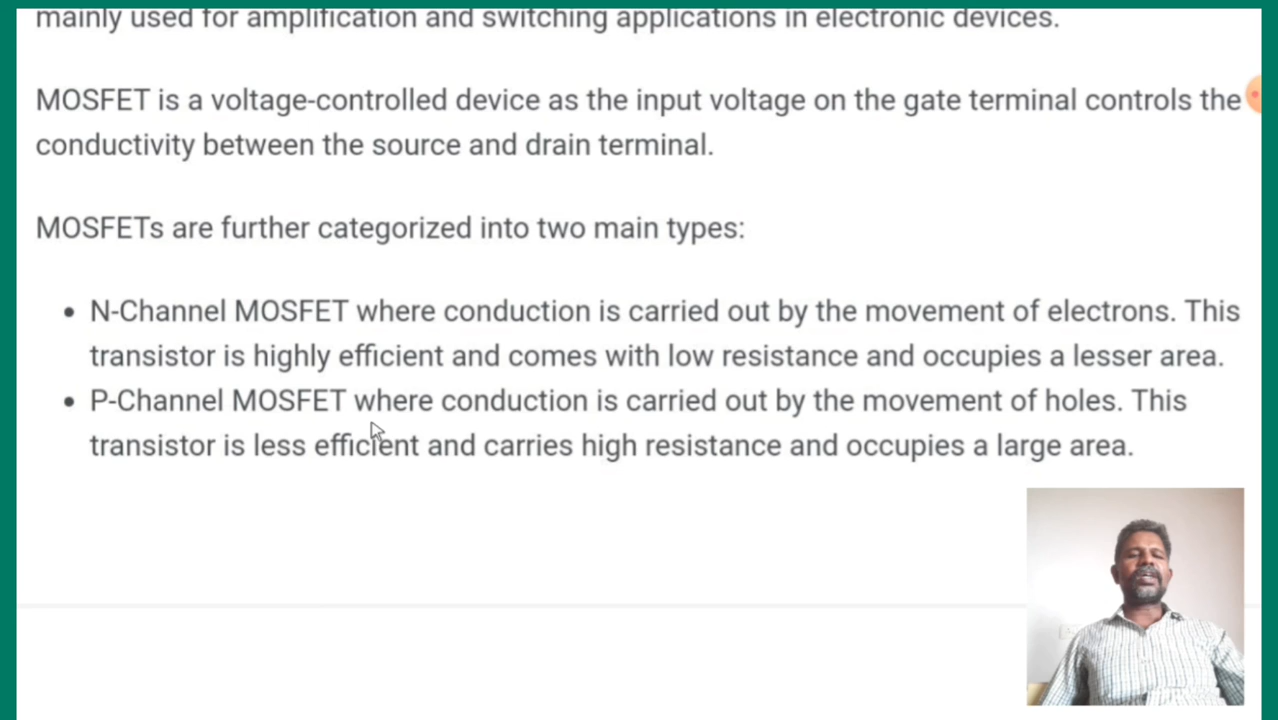 mainly used for amplification and switching applications in electronic devices.
MOSFET is a voltage-controlled device as the input voltage on the gate terminal controls the
conductivity between the source and drain terminal.
MOSFETs are further categorized into two main types:
• N-Channel MOSFET where conduction is carried out by the movement of electrons. This
transistor is highly efficient and comes with low resistance and occupies a lesser area.
• P-Channel MOSFET where conduction is carried out by the movement of holes. This
transistor is less efficient and carries high resistance and occupies a large area.